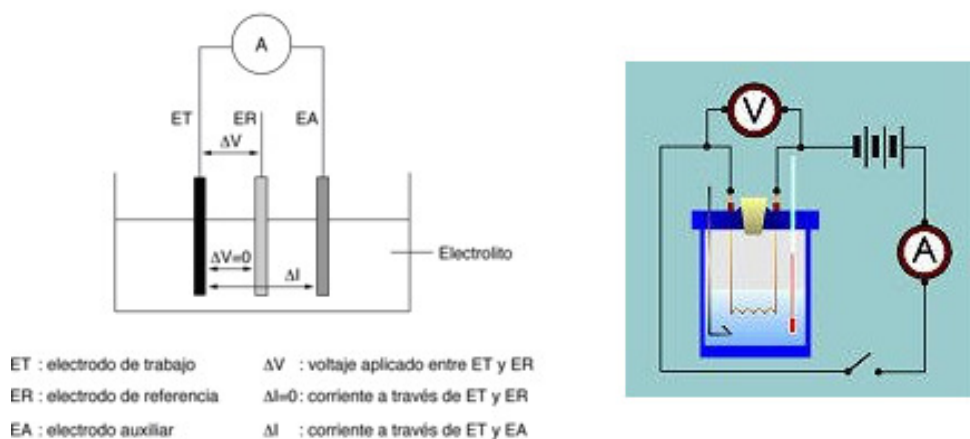 A
ET ER EA
ΔV
ΔV=0
ΔI
Electrolito
ET : electrodo de trabajo ΔV : voltaje aplicado entre ET y ER
ER : electrodo de referencia ΔI=0 : corriente a través de ET y ER
EA : electrodo auxiliar ΔI : corriente a través de ET y EA
V
A